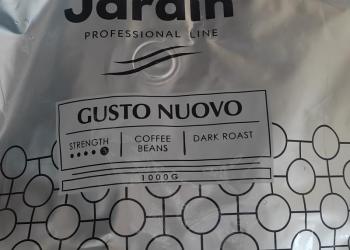 Jardin
PROFESSIONAL LINE
GUSTO NUOVO
STRENGTH
COFFEE
BEANS
DARK ROAST
1000G